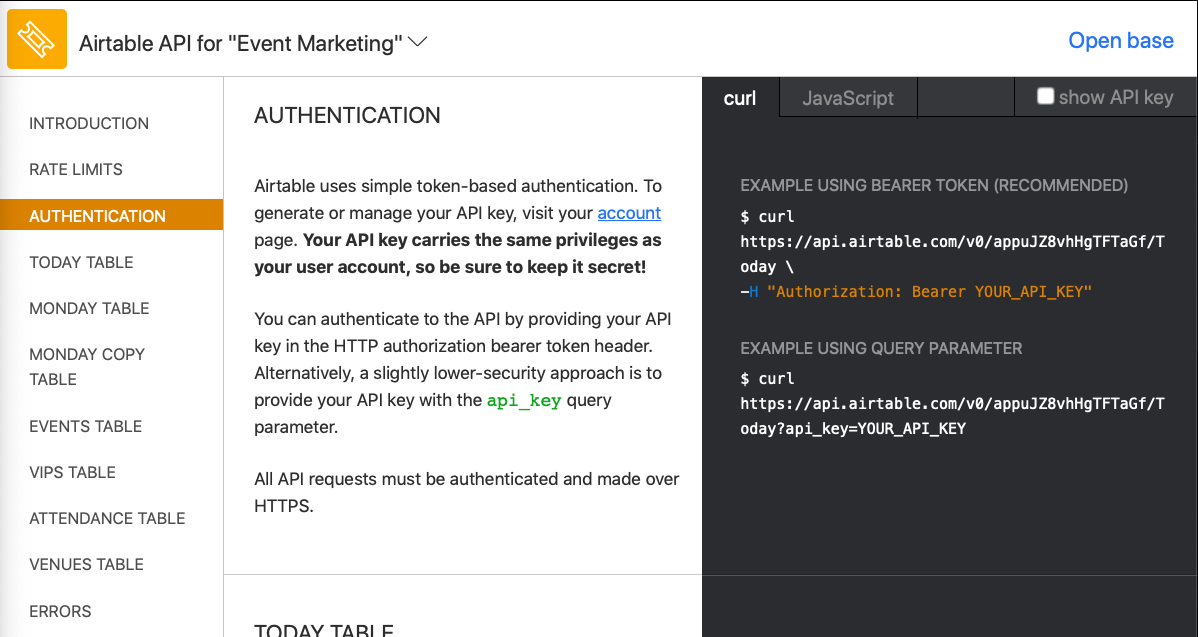 Airtable API for "Event Marketing"
Open base
INTRODUCTION
RATE LIMITS
AUTHENTICATION
TODAY TABLE
MONDAY TABLE
MONDAY COPY
TABLE
EVENTS TABLE
VIPS TABLE
ATTENDANCE TABLE
VENUES TABLE
ERRORS
AUTHENTICATION
Airtable uses simple token-based authentication. To
generate or manage your API key, visit your account
page. Your API key carries the same privileges as
your user account, so be sure to keep it secret!
You can authenticate to the API by providing your API
key in the HTTP authorization bearer token header.
Alternatively, a slightly lower-security approach is to
provide your API key with the api_key query
parameter.
All API requests must be authenticated and made over
HTTPS.
TODAY TABLE
curl
JavaScript
show API key
EXAMPLE USING BEARER TOKEN (RECOMMENDED)
$ curl
https://api.airtable.com/v0/appuJZ8vhHgTFTaGf/T
oday \
-H "Authorization: Bearer YOUR_API_KEY"
EXAMPLE USING QUERY PARAMETER
$ curl
https://api.airtable.com/v0/appuJZ8vhHgTFTaGf/T
oday?api_key=YOUR_API_KEY